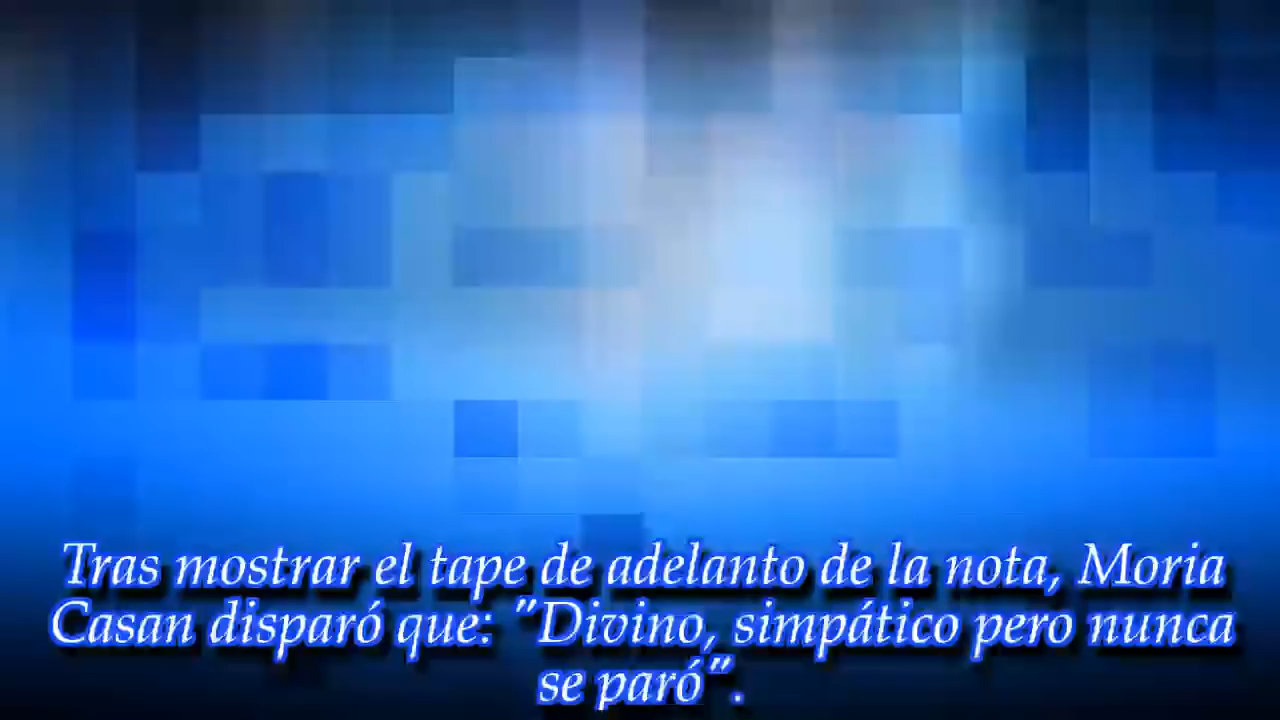 Tras mostrar el tape de adelanto de la nota, Moria
Casan disparó que: "Divino, simpático pero nunca
se paró".